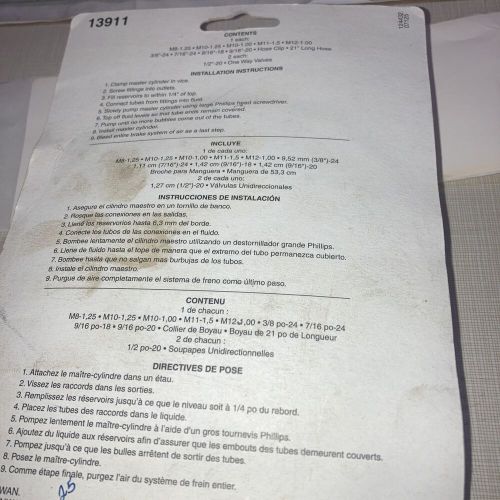 13911
CONTENTS
1 each:
M8-1,25 • M10-1.25 • M10-1.00 • M11-1.5 • M12-1.00
3/8"-24 • 7/16"-24 • 9/16"-18 • 9/16"-20 • Hose Clip • 21" Long Hose
2 each:
1/2"-20 • One Way Valves
INSTALLATION INSTRUCTIONS
1. Clamp master cylinder in vice.
2. Screw fittings into outlets.
3. Fill reservoirs to within 1/4" of top.
4. Connect tubes from fittings into fluid.
5. Slowly pump master cylinder using large Phillips head screwdriver.
6. Top off fluid levels so that tube ends remain covered.
7. Pump until no more bubbles come out of the tubes.
8. Install master cylinder.
9. Bleed entire brake system of air as a last step.
INCLUYE
1 de cada uno:
M8-1,25 • M10-1,25 • M10-1,00 • M11-1,5 • M12-1,00 • 9,52 mm (3/8")-24
1,11 cm (7/16")-24 • 1,42 cm (9/16")-18 • 1,42 cm (9/16")-20
Broche para Manguera • Manguera de 53,3 cm
2 de cada uno:
1,27 cm (1/2")-20 • Válvulas Unidireccionales
INSTRUCCIONES DE INSTALACIÓN
1. Asegure el cilindro maestro en un tornillo de banco.
2. Rosque las conexiones en las salidas.
3. Llene los reservorios hasta 6,3 mm del borde.
4. Conecte los tubos de las conexiones en el fluido.
5. Bombee lentamente el cilindro maestro utilizando un destornillador grande Phillips.
6. Llene de fluido hasta el tope de manera que el extremo del tubo permanezca cubierto.
7. Bombee hasta que no salgan mas burbujas de los tubos.
8. Instale el cilindro maestro.
9. Purgue de aire completamente el sistema de freno como último paso.
CONTENU
1 de chacun :
M8-1,25 • M10-1,25 • M10-1,00 • M11-1,5 • M12-1,00 • 3/8 po-24 • 7/16 po-24
9/16 po-18 • 9/16 po-20 • Collier de Boyau • Boyau de 21 po de Longueur
2 de chacun :
1/2 po-20 • Soupapes Unidirectionnelles
DIRECTIVES DE POSE
1. Attachez le maître-cylindre dans un étau.
2. Vissez les raccords dans les sorties.
3. Remplissez les réservoirs jusqu'à ce que le niveau soit à 1/4 po du rabord.
4. Placez les tubes des raccords dans le liquide.
5. Pompez lentement le maître-cylindre à l'aide d'un gros tournevis Phillips.
6. Ajoutez du liquide aux réservoirs afin d'assurer que les embouts des tubes demeurent couverts.
7. Pompez jusqu'à ce que les bulles arrêtent de sortir des tubes.
8. Posez le maître-cylindre.
9. Comme étape finale, purgez l'air du système de frein entier.
WAN.
25